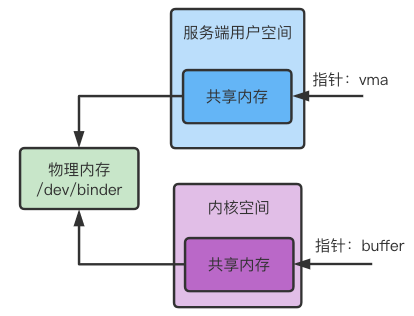 服务端用户空间
共享内存
指针：vma
物理内存
/dev/binder
内核空间
共享内存
指针：buffer